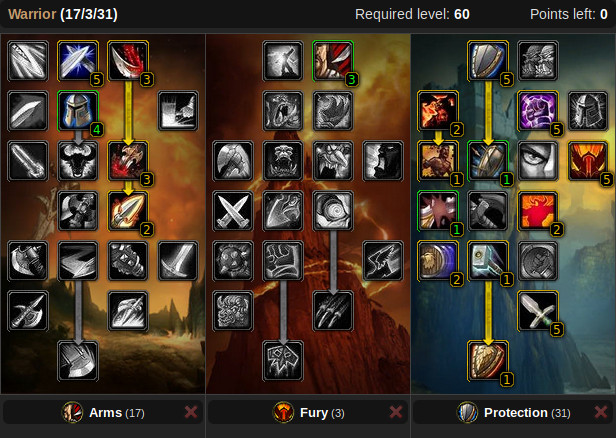 Warrior (17/3/31) Required level: 60 Points left: 0
5 3 3 5
4 2 5
3 1 1 5
2 1 2
2 1
5
1
Arms (17) Fury (3) Protection (31)